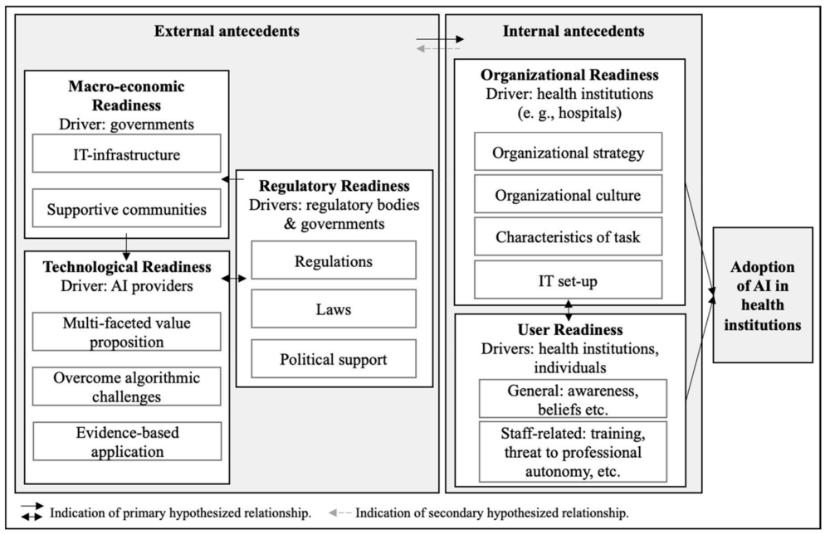 External antecedents
Macro-economic
Readiness
Driver: governments
IT-infrastructure
Supportive communities
Technological Readiness
Driver: AI providers
Multi-faceted value
proposition
Overcome algorithmic
challenges
Evidence-based
application
Regulatory Readiness
Drivers: regulatory bodies
& governments
Regulations
Laws
Political support
Internal antecedents
Organizational Readiness
Driver: health institutions
(e. g., hospitals)
Organizational strategy
Organizational culture
Characteristics of task
IT set-up
User Readiness
Drivers: health institutions,
individuals
General: awareness,
beliefs etc.
Staff-related: training,
threat to professional
autonomy, etc.
Adoption
of AI in
health
institutions
Indication of primary hypothesized relationship.
Indication of secondary hypothesized relationship.